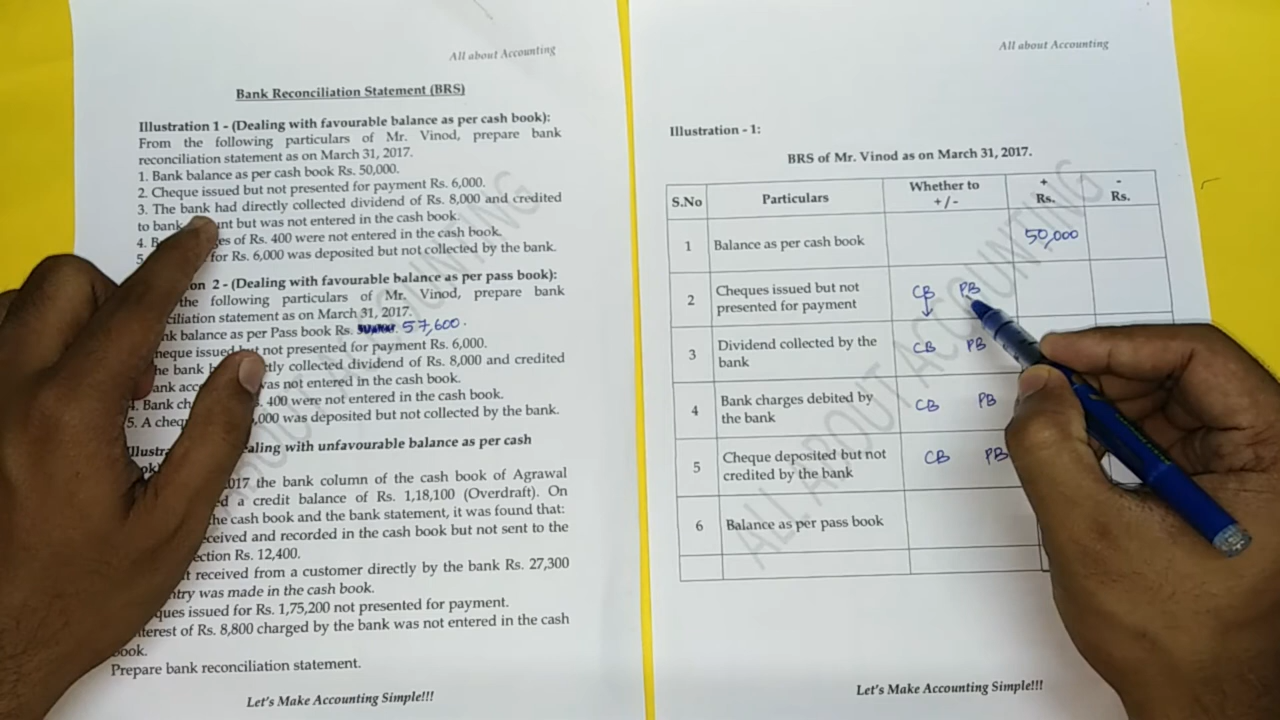 All about Accounting
Bank Reconciliation Statement (BRS)
Illustration 1 - (Dealing with favourable balance as per cash book):
From the following particulars of Mr. Vinod, prepare bank
reconciliation statement as on March 31, 2017.
1. Bank balance as per cash book Rs. 50,000.
2. Cheque issued but not presented for payment Rs. 6,000.
3. The bank had directly collected dividend of Rs. 8,000 and credited
to bank but was not entered in the cash book.
4. of Rs. 400 were not entered in the cash book.
5. for Rs. 6,000 was deposited but not collected by the bank.
2 - (Dealing with favourable balance as per pass book):
the following particulars of Mr. Vinod, prepare bank
statement as on March 31, 2017.
balance as per Pass book Rs. 57,600.
issued not presented for payment Rs. 6,000.
collected dividend of Rs. 8,000 and credited
was not entered in the cash book.
4. Bank 400 were not entered in the cash book.
5. A ,000 was deposited but not collected by the bank.
with unfavourable balance as per cash
2017 the bank column of the cash book of Agrawal
a credit balance of Rs. 1,18,100 (Overdraft). On
the cash book and the bank statement, it was found that:
and recorded in the cash book but not sent to the
Rs. 12,400.
received from a customer directly by the bank Rs. 27,300
was made in the cash book.
issued for Rs. 1,75,200 not presented for payment.
of Rs. 8,800 charged by the bank was not entered in the cash
book.
Prepare bank reconciliation statement.
Let's Make Accounting Simple!!!
All about Accounting
Illustration - 1:
BRS of Mr. Vinod as on March 31, 2017.
S.No Particulars Whether to +/- + Rs. - Rs.
1 Balance as per cash book 50,000
2 Cheques issued but not presented for payment CB PB
3 Dividend collected by the bank CB PB
4 Bank charges debited by the bank CB PB
5 Cheque deposited but not credited by the bank CB PB
6 Balance as per pass book
Let's Make Accounting Simple!!!
ALL ABOUT ACCOUNTING